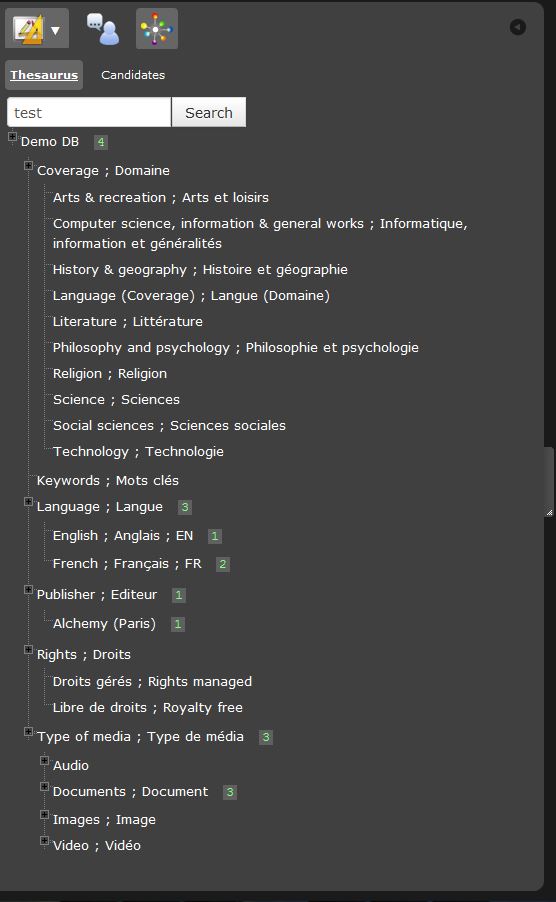 Thesaurus Candidates
test Search
Demo DB 4
Coverage ; Domaine
Arts & recreation ; Arts et loisirs
Computer science, information & general works ; Informatique,
information et généralités
History & geography ; Histoire et géographie
Language (Coverage) ; Langue (Domaine)
Literature ; Littérature
Philosophy and psychology ; Philosophie et psychologie
Religion ; Religion
Science ; Sciences
Social sciences ; Sciences sociales
Technology ; Technologie
Keywords ; Mots clés
Language ; Langue 3
English ; Anglais ; EN 1
French ; Français ; FR 2
Publisher ; Editeur 1
Alchemy (Paris) 1
Rights ; Droits
Droits gérés ; Rights managed
Libre de droits ; Royalty free
Type of media ; Type de média 3
Audio
Documents ; Document 3
Images ; Image
Video ; Vidéo